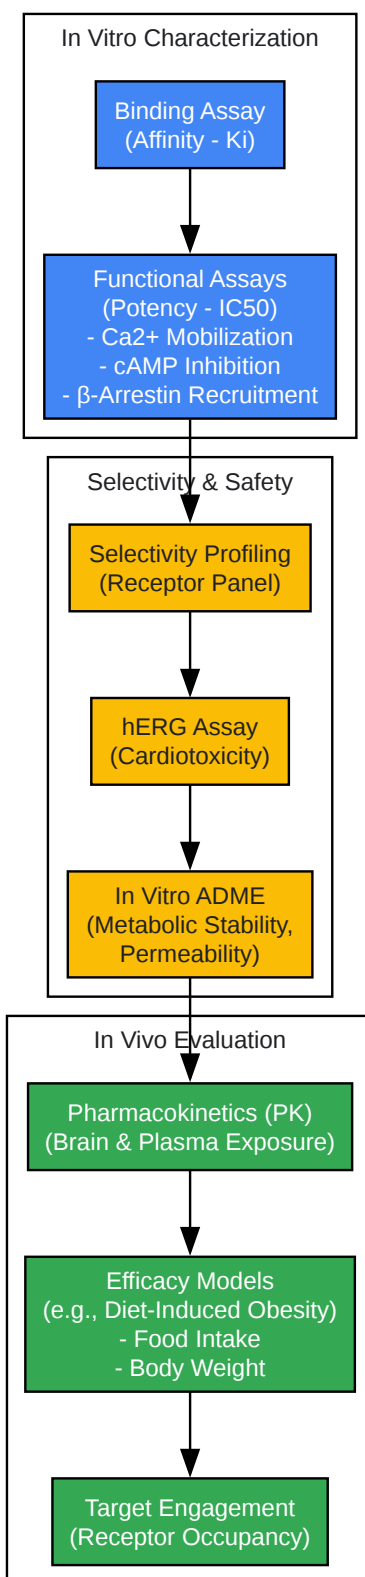 In Vitro Characterization
Binding Assay
(Affinity - Ki)
Functional Assays
(Potency - IC50)
- Ca2+ Mobilization
- cAMP Inhibition
- β-Arrestin Recruitment
Selectivity & Safety
Selectivity Profiling
(Receptor Panel)
hERG Assay
(Cardiotoxicity)
In Vitro ADME
(Metabolic Stability,
Permeability)
In Vivo Evaluation
Pharmacokinetics (PK)
(Brain & Plasma Exposure)
Efficacy Models
(e.g., Diet-Induced Obesity)
- Food Intake
- Body Weight
Target Engagement
(Receptor Occupancy)